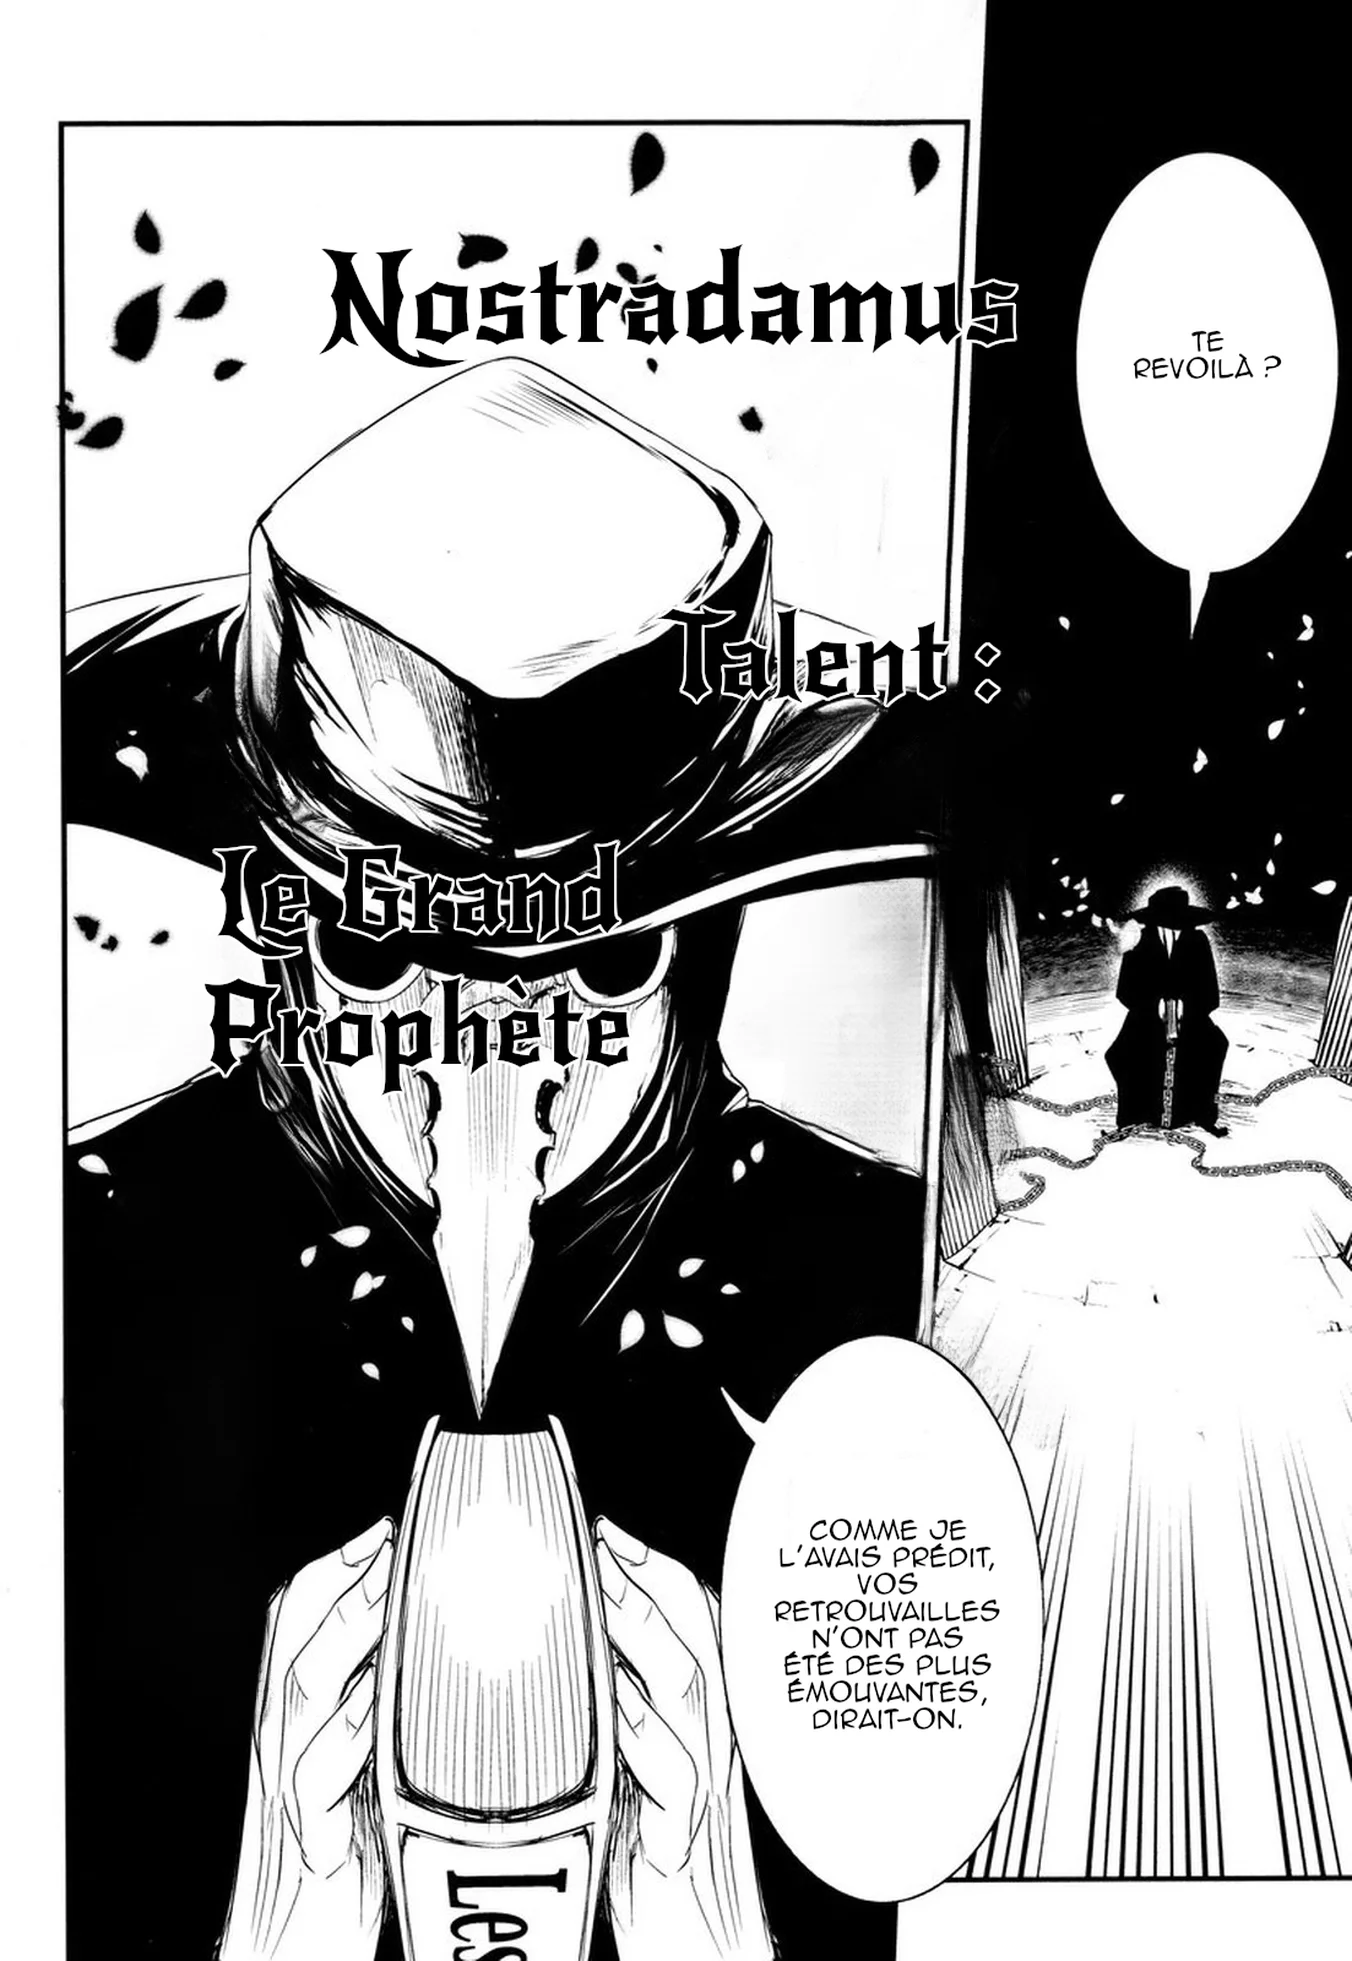 TE
REVOILÀ ?
Nostradamus
Talent :
Le Grand
Prophète
COMME JE
L'AVAIS PRÉDIT,
VOS
RETROUVAILLES
N'ONT PAS
ÉTÉ DES PLUS
ÉMOUVANTES,
DIRAIT-ON.
Les